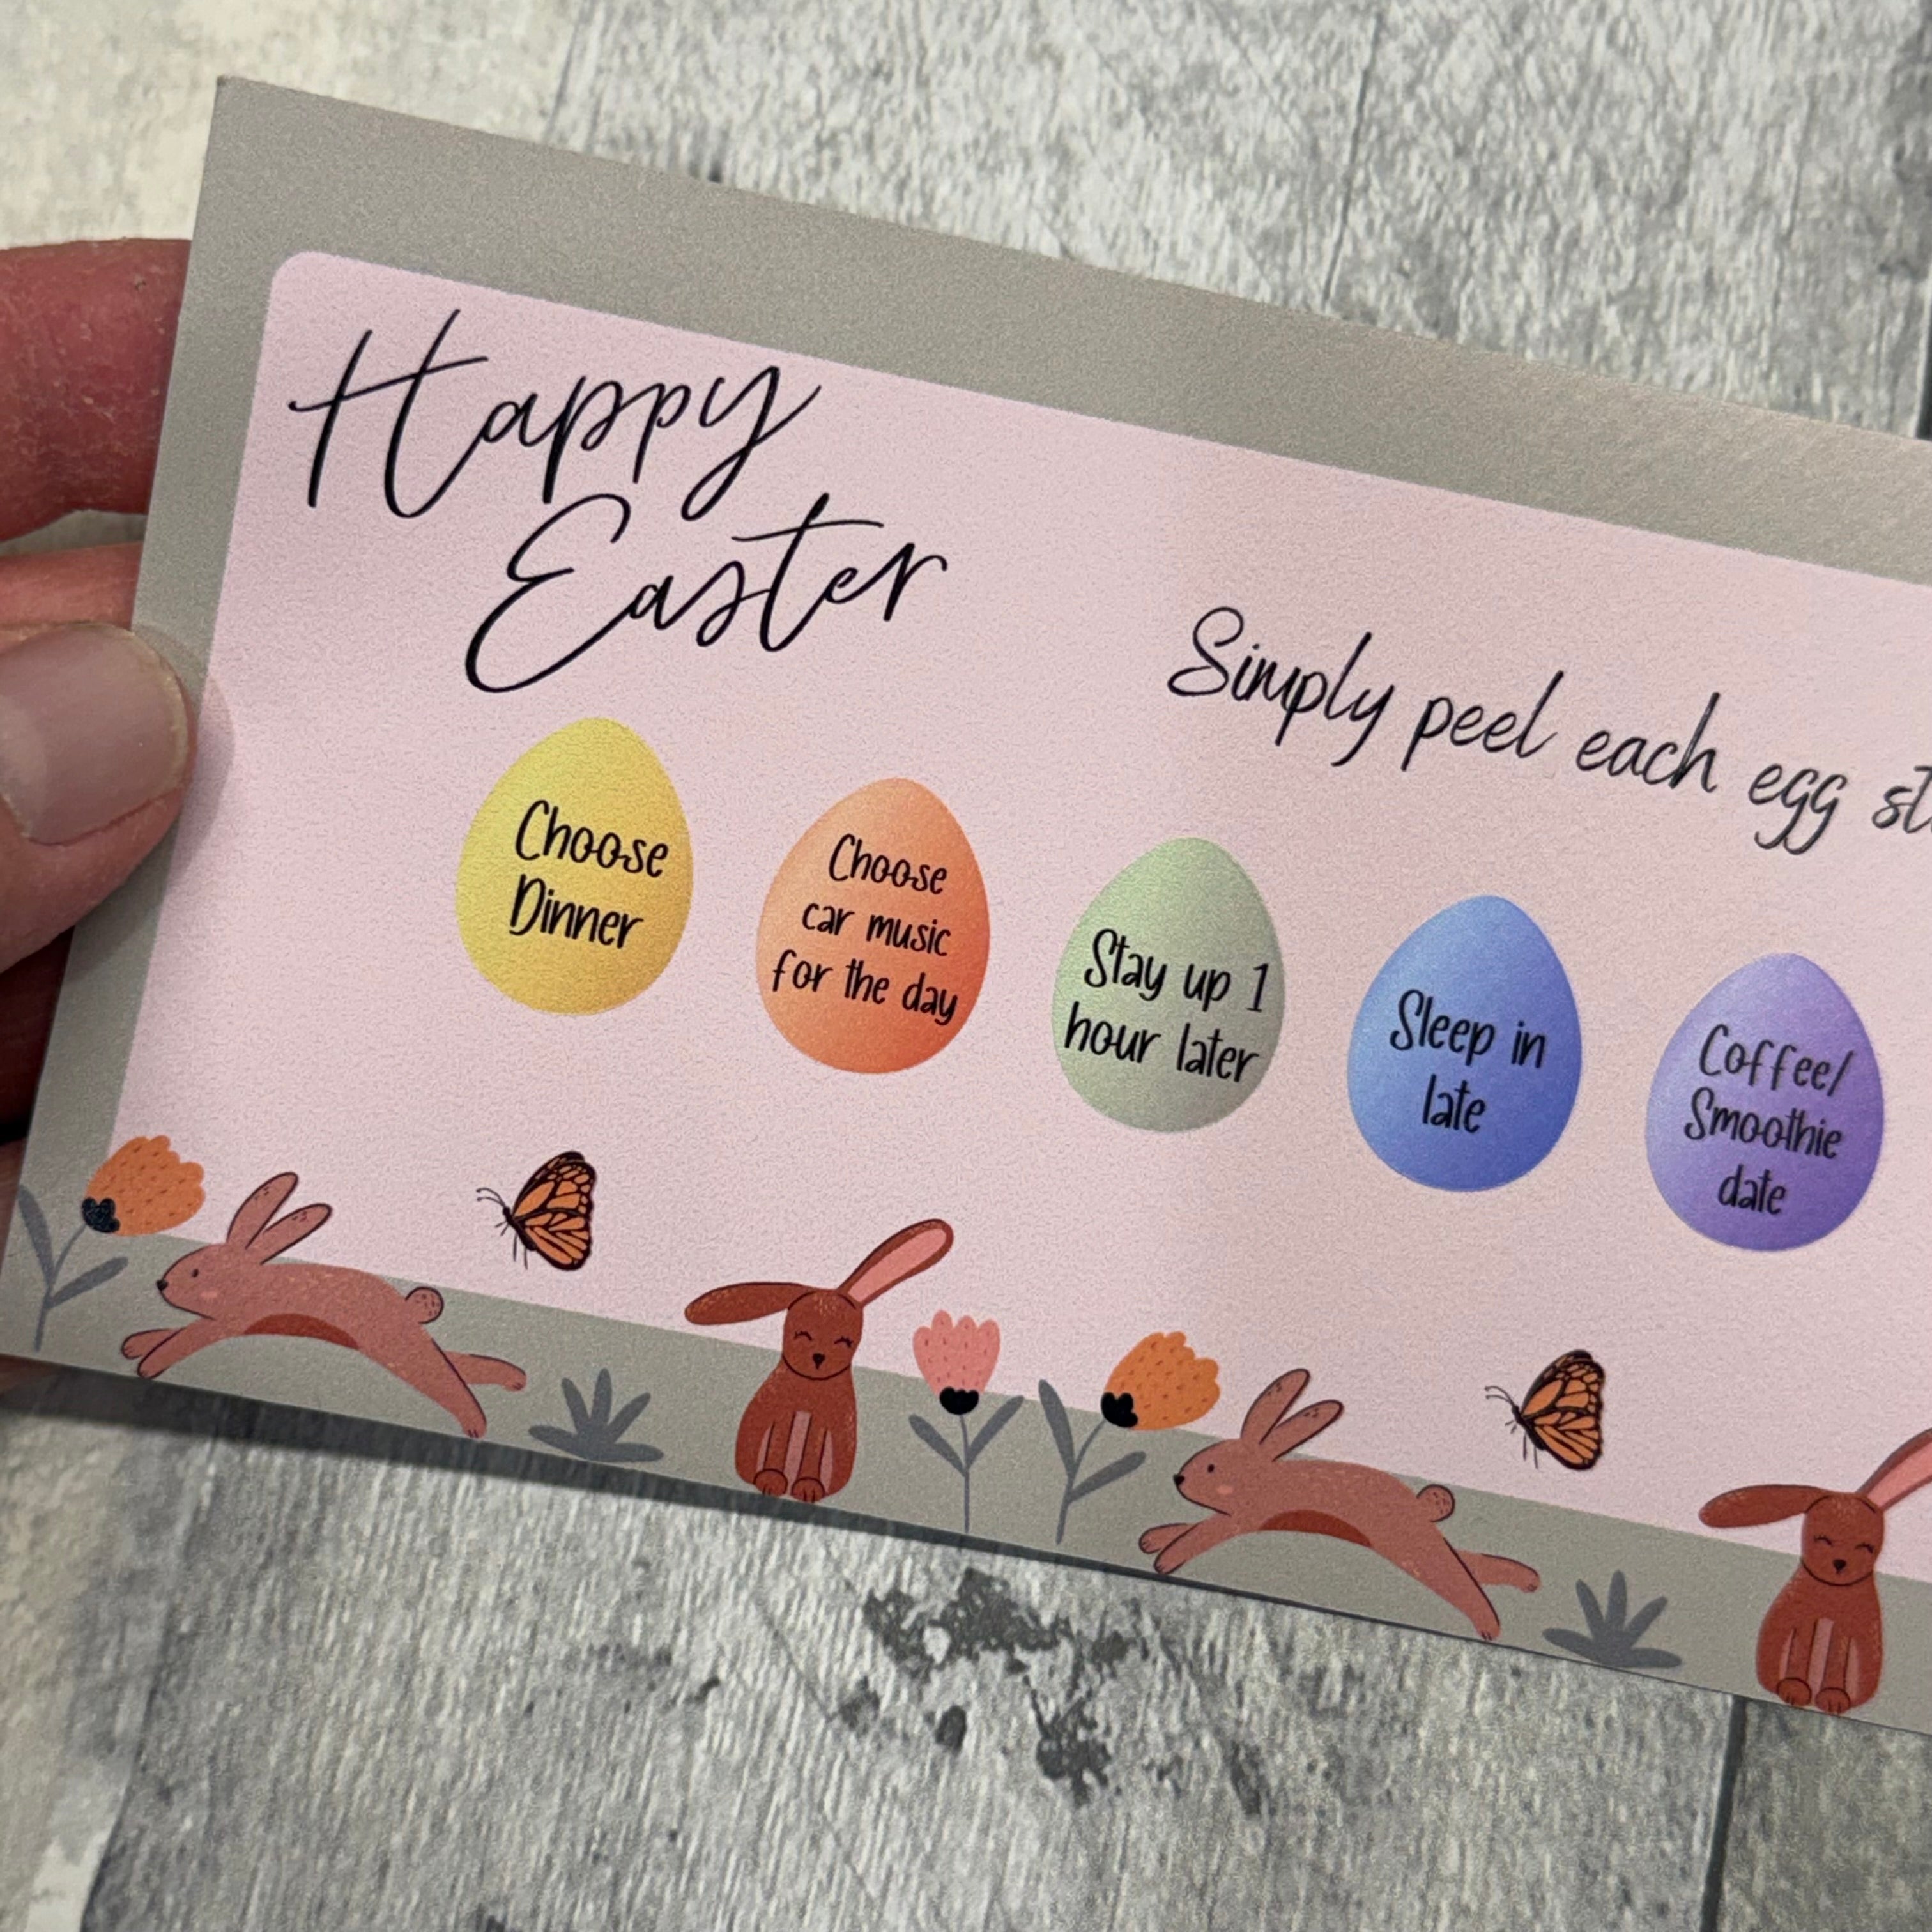 Happy
Easter
Simply peel each egg
Choose
Dinner
Choose
car music
for the day
Stay up 1
hour later
Sleep in
late
Coffee/
Smoothie
date